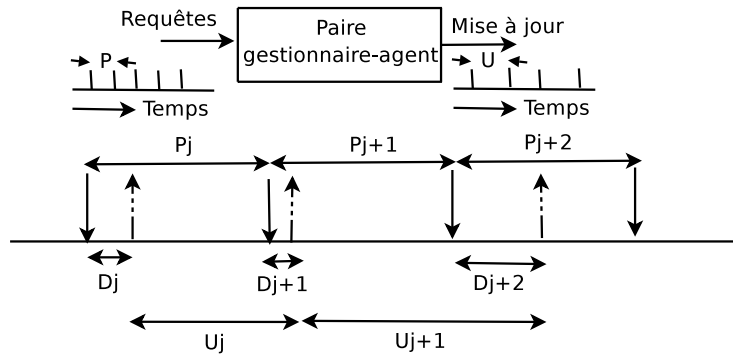 Requêtes
Paire
gestionnaire-agent
Mise à jour
P
U
Temps
Temps
Pj
Pj+1
Pj+2
Dj
Dj+1
Dj+2
Uj
Uj+1